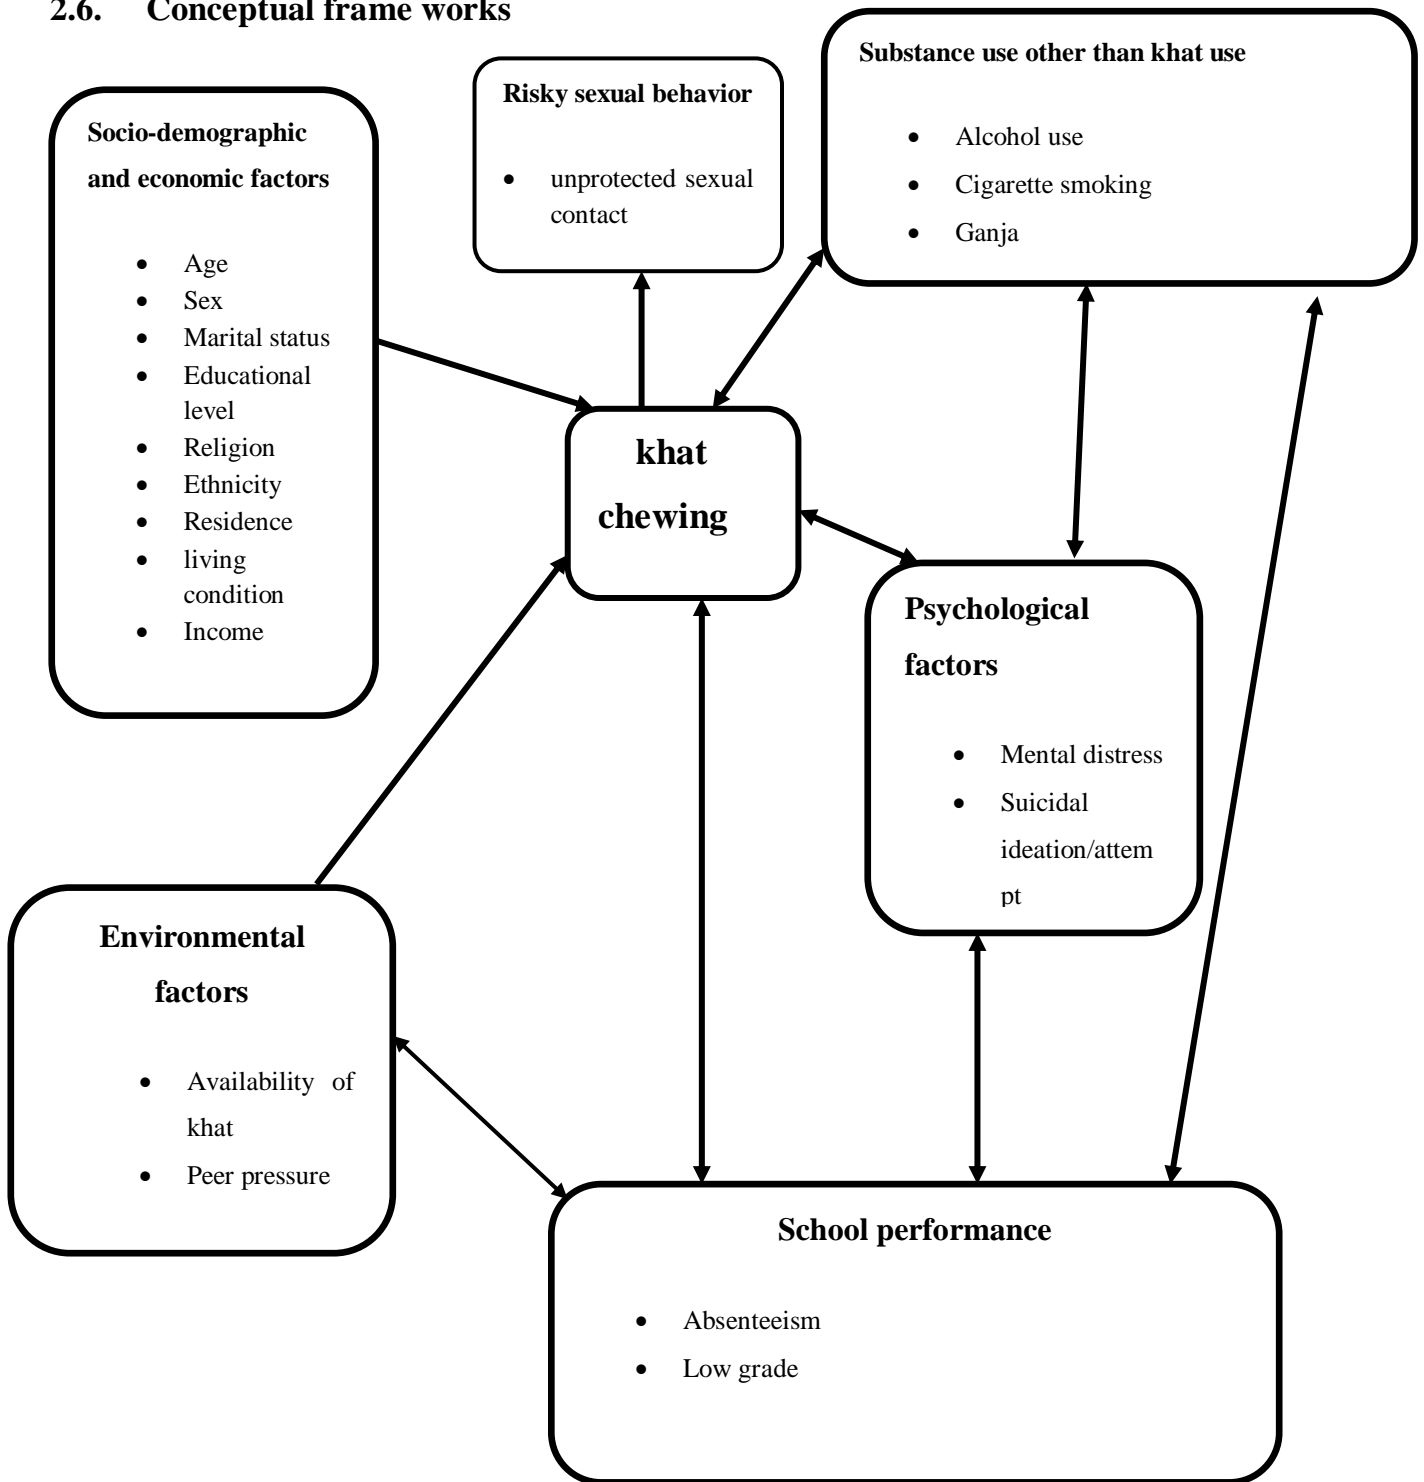 2.6. Conceptual frame works
Substance use other than khat use
• Alcohol use
• Cigarette smoking
• Ganja
Risky sexual behavior
• unprotected sexual
contact
Socio-demographic
and economic factors
• Age
• Sex
• Marital status
• Educational
level
• Religion
• Ethnicity
• Residence
• living
condition
• Income
khat
chewing
Psychological
factors
• Mental distress
• Suicidal
ideation/attem
pt
Environmental
factors
• Availability of
khat
• Peer pressure
School performance
• Absenteeism
• Low grade